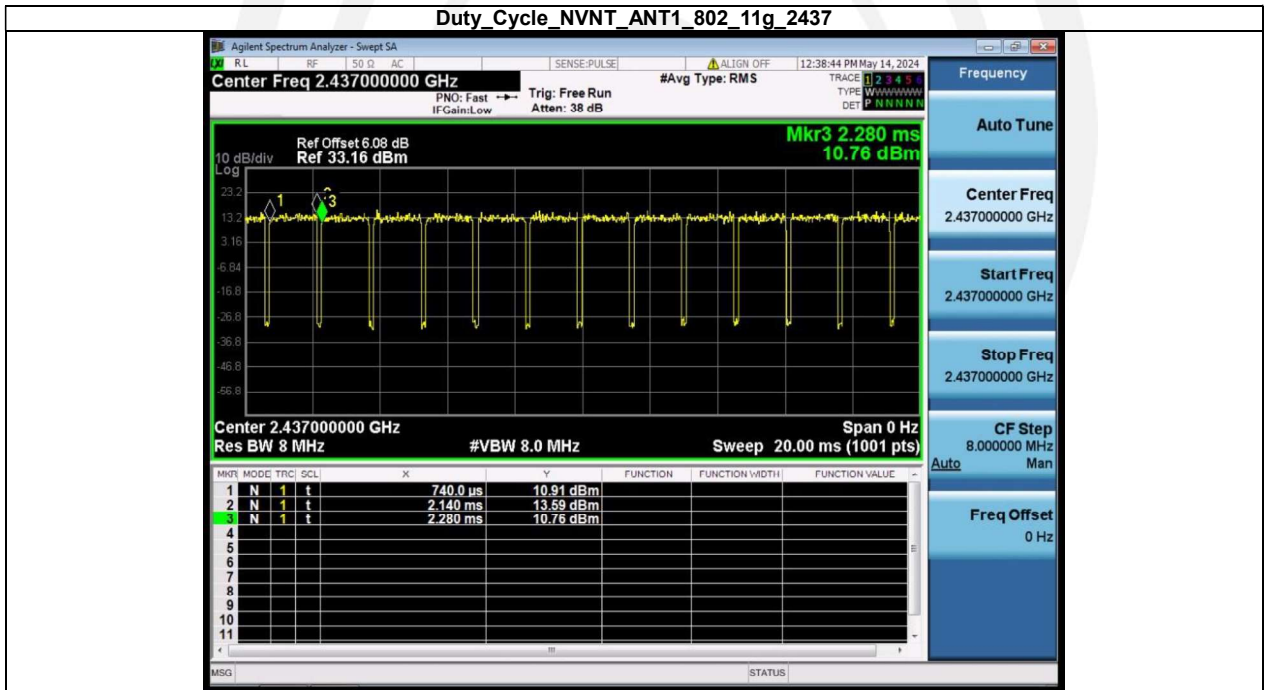 Duty_Cycle_NVNT_ANT1_802_11g_2437
Agilent Spectrum Analyzer - Swept SA
RL RF 50 Ω AC SENSE:PULSE ALIGN OFF 12:38:44 PM May 14, 2024
Center Freq 2.437000000 GHz
PNO: Fast
IFGain:Low
Trig: Free Run
Atten: 38 dB
#Avg Type: RMS
TRACE 1 2 3 4 5 6
TYPE WWWWWW
DET P NNNNN
Mkr3 2.280 ms
10.76 dBm
Ref Offset 6.08 dB
10 dB/div Ref 33.16 dBm
Log
23.2
13.2
3.16
-6.84
-16.8
-26.8
-36.8
-46.8
-56.8
1
3
Center 2.437000000 GHz Span 0 Hz
Res BW 8 MHz #VBW 8.0 MHz Sweep 20.00 ms (1001 pts)
MKR MODE TRC SCL X Y FUNCTION FUNCTION WIDTH FUNCTION VALUE
1 N 1 t 740.0 µs 10.91 dBm
2 N 1 t 2.140 ms 13.59 dBm
3 N 1 t 2.280 ms 10.76 dBm
4
5
6
7
8
9
10
11
MSG STATUS
Frequency
Auto Tune
Center Freq
2.437000000 GHz
Start Freq
2.437000000 GHz
Stop Freq
2.437000000 GHz
CF Step
8.000000 MHz
Auto Man
Freq Offset
0 Hz